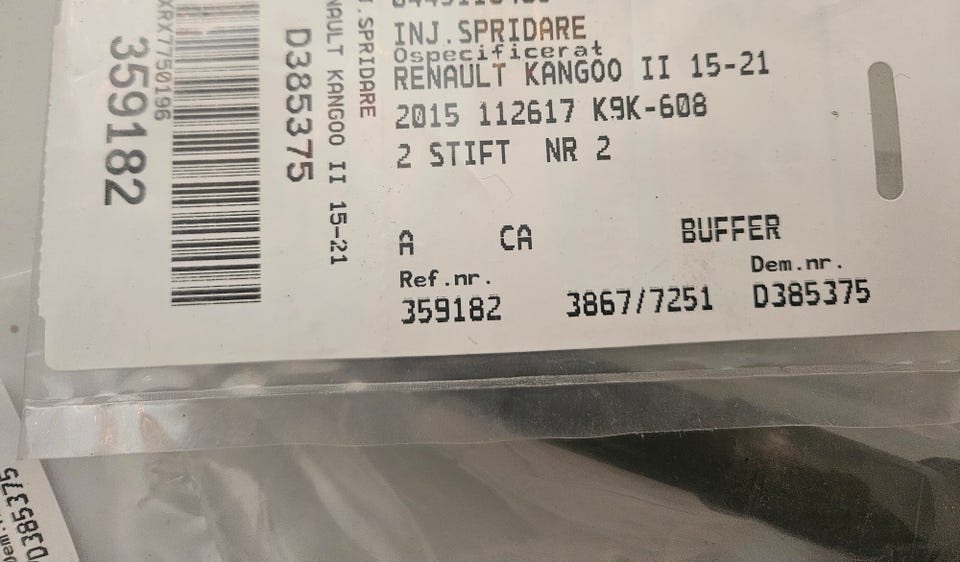 INJ.SPRIDARE
Ospecificerat
RENAULT KANGOO II 15-21
2015 112617 K9K-608
2 STIFT NR 2
A CA BUFFER
Ref.nr. Dem.nr.
359182 3867/7251 D385375
.SPRIDARE
NAULT KANGOO II 15-21
D385375
XRX7750196
359182
D385375
Dem.